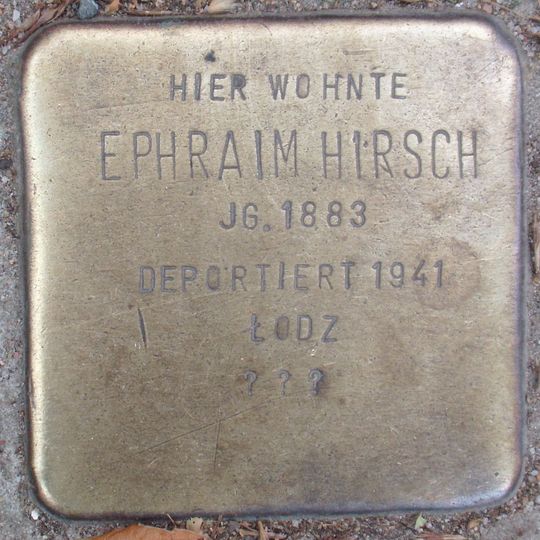 HIER WOHNTE
EPHRAIM HIRSCH
JG. 1883
DEPORTIERT 1941
ŁODZ
? ? ?